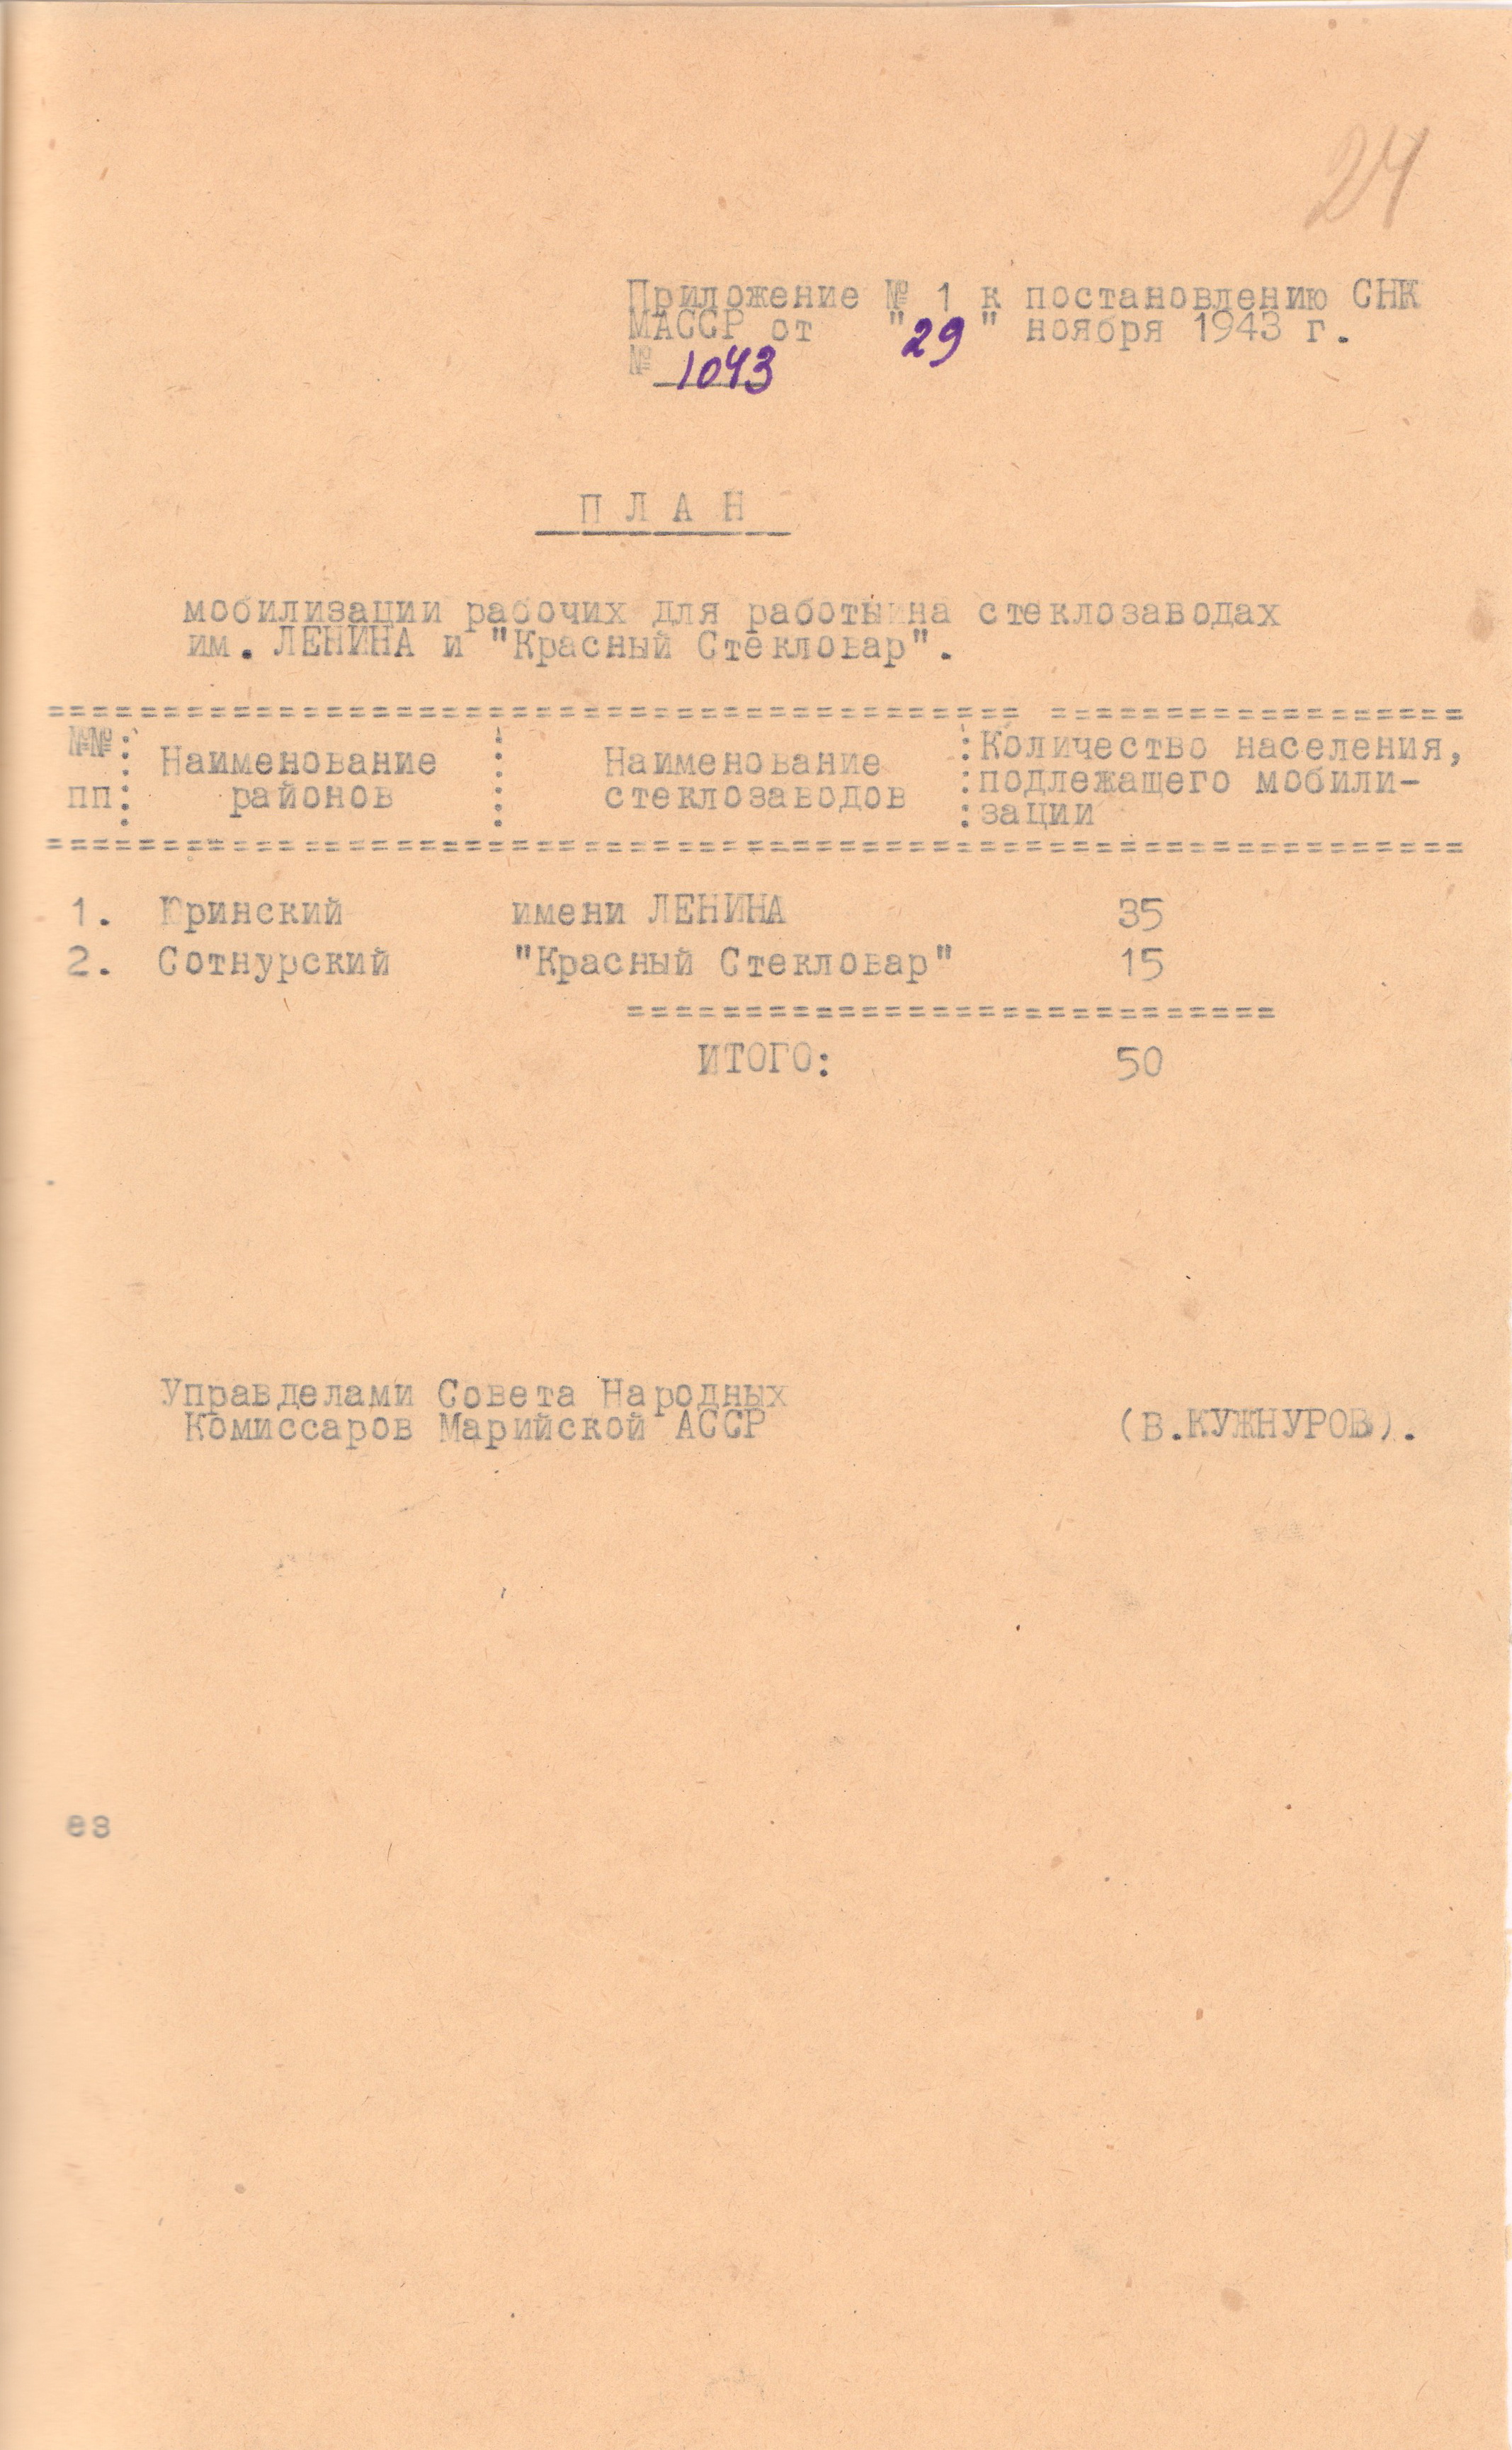 24
Приложение № 1 к постановлению СНК
МАССР от "29" ноября 1943 г.
№ 1043
П Л А Н
мобилизации рабочих для работы на стеклозаводах
им. ЛЕНИНА и "Красный Стекловар".
№№ : Наименование : Наименование : Количество населения,
пп : районов : стеклозаводов : подлежащего мобили-
: зации
1. Юринский имени ЛЕНИНА 35
2. Сотнурский "Красный Стекловар" 15
ИТОГО: 50
Управделами Совета Народных
Комиссаров Марийской АССР (В.КУЖНУРОВ).
ез